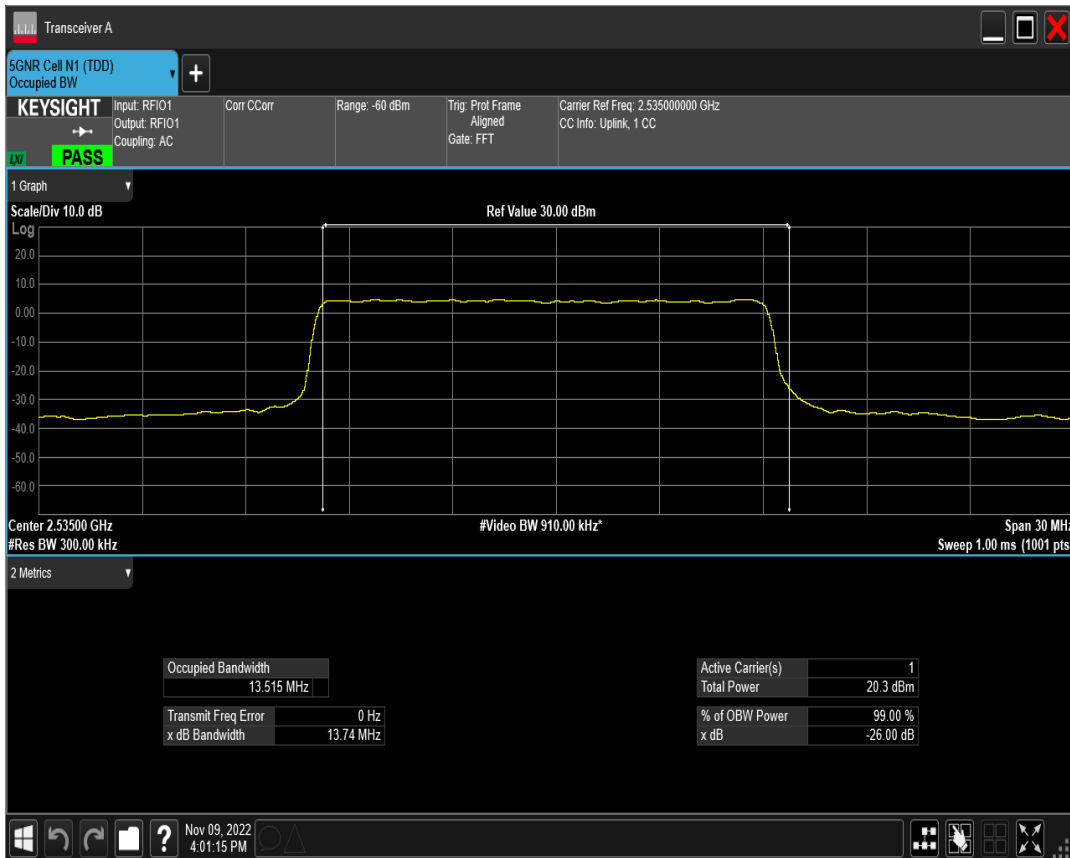 Transceiver A
5GNR Cell N1 (TDD)
Occupied BW
+
KEYSIGHT
LXI
PASS
Input: RFIO1
Output: RFIO1
Coupling: AC
Corr CCorr
Range: -60 dBm
Trig: Prot Frame
Aligned
Gate: FFT
Carrier Ref Freq: 2.535000000 GHz
CC Info: Uplink, 1 CC
1 Graph
Scale/Div 10.0 dB
Ref Value 30.00 dBm
Log
20.0
10.0
0.00
-10.0
-20.0
-30.0
-40.0
-50.0
-60.0
Center 2.53500 GHz
#Video BW 910.00 kHz*
Span 30 MHz
#Res BW 300.00 kHz
Sweep 1.00 ms (1001 pts
2 Metrics
Occupied Bandwidth
13.515 MHz
Transmit Freq Error 0 Hz
x dB Bandwidth 13.74 MHz
Active Carrier(s) 1
Total Power 20.3 dBm
% of OBW Power 99.00 %
x dB -26.00 dB
?
Nov 09, 2022
4:01:15 PM